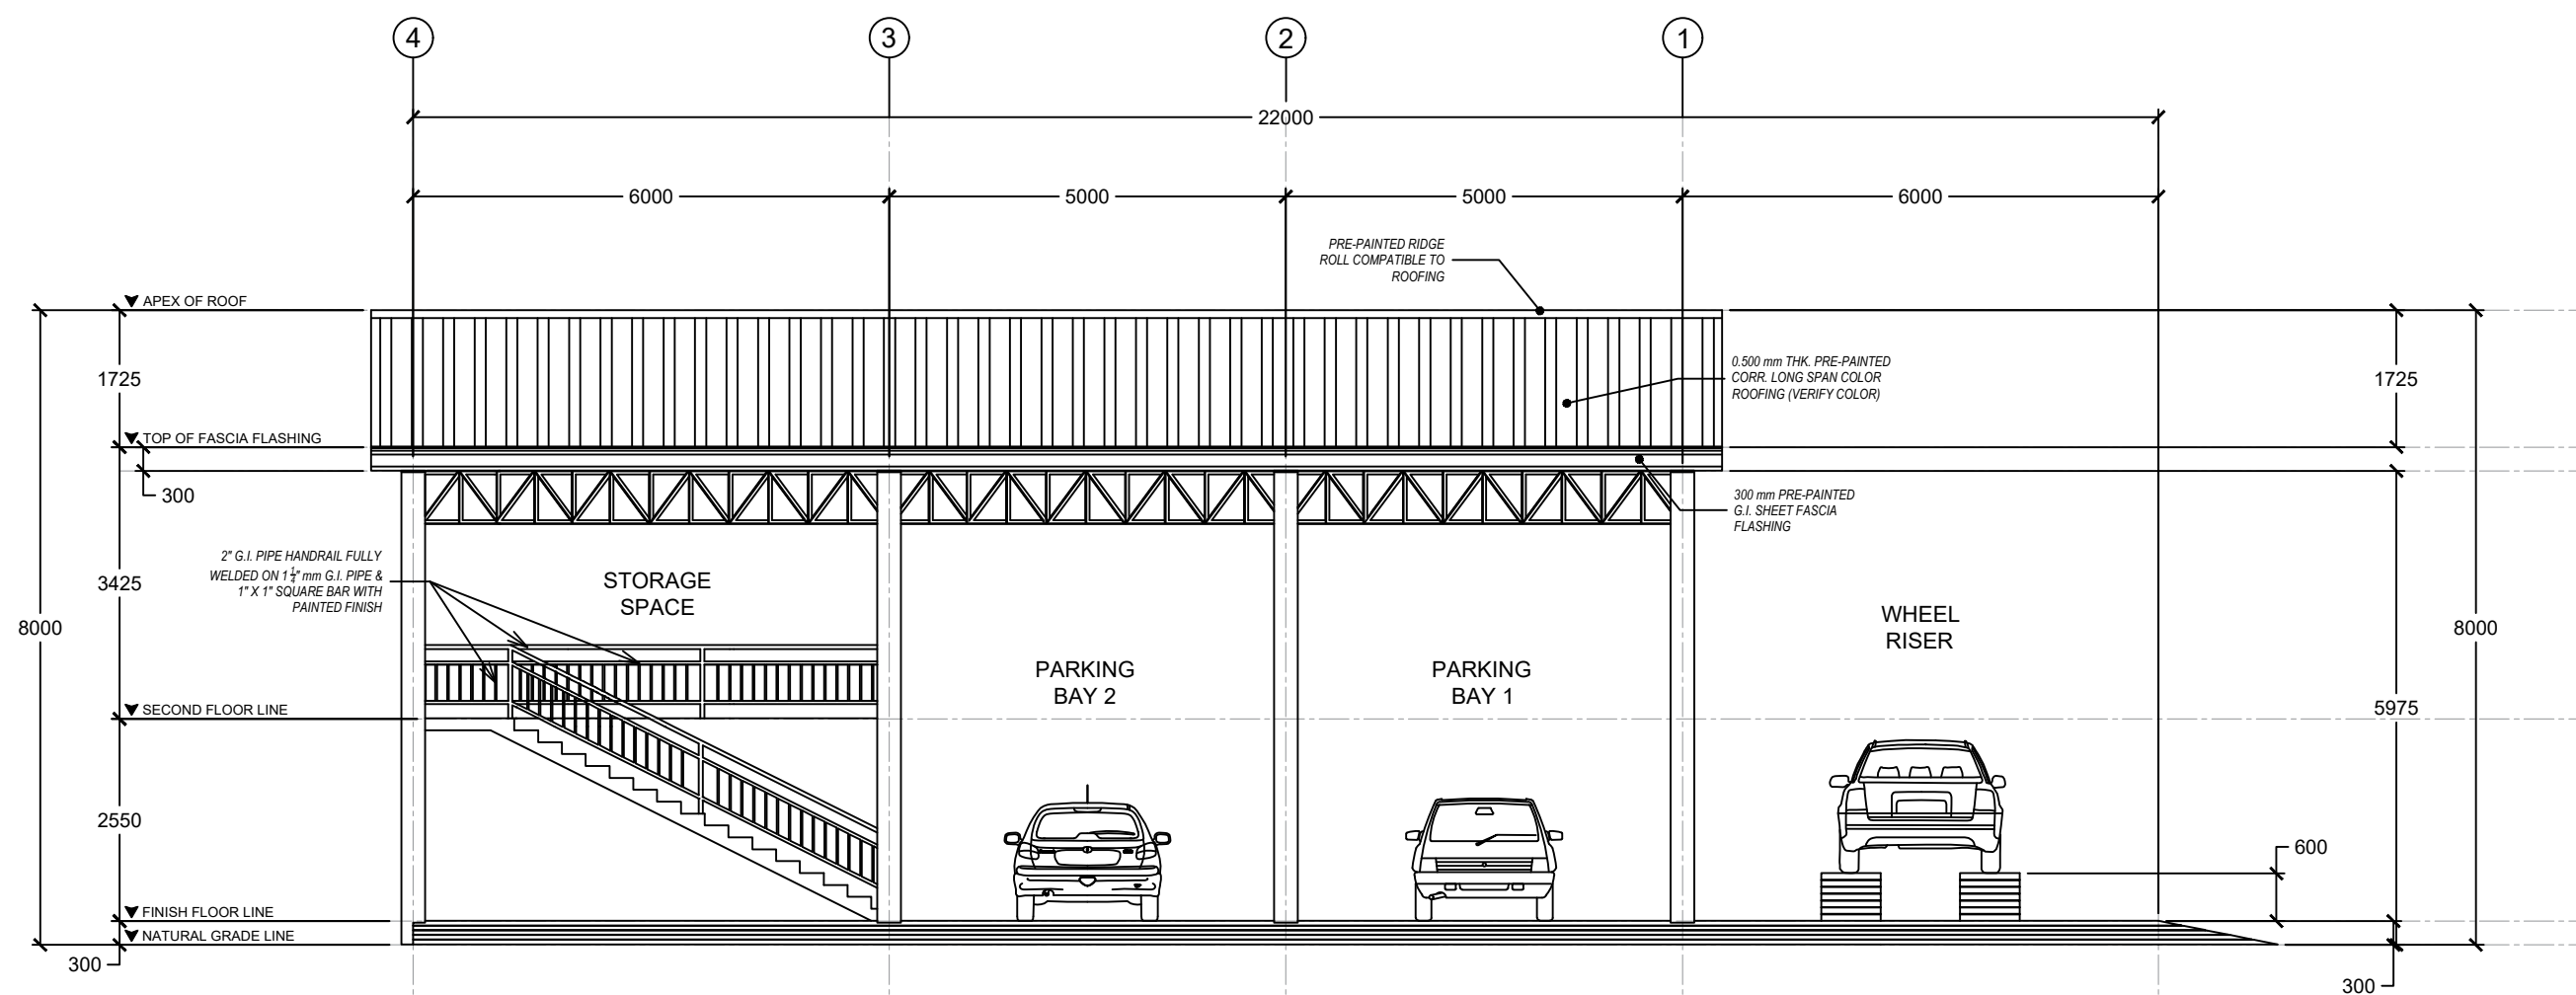 4
3
2
1
22000
6000
5000
5000
6000
PRE-PAINTED RIDGE
ROLL COMPATIBLE TO
ROOFING
APEX OF ROOF
1725
0.500 mm THK. PRE-PAINTED
CORR. LONG SPAN COLOR
ROOFING (VERIFY COLOR)
1725
TOP OF FASCIA FLASHING
300
300 mm PRE-PAINTED
G.I. SHEET FASCIA
FLASHING
2" G.I. PIPE HANDRAIL FULLY
WELDED ON 1 1/4" mm G.I. PIPE &
1" X 1" SQUARE BAR WITH
PAINTED FINISH
3425
STORAGE
SPACE
8000
WHEEL
RISER
8000
PARKING
BAY 2
PARKING
BAY 1
SECOND FLOOR LINE
5975
2550
600
FINISH FLOOR LINE
NATURAL GRADE LINE
300
300